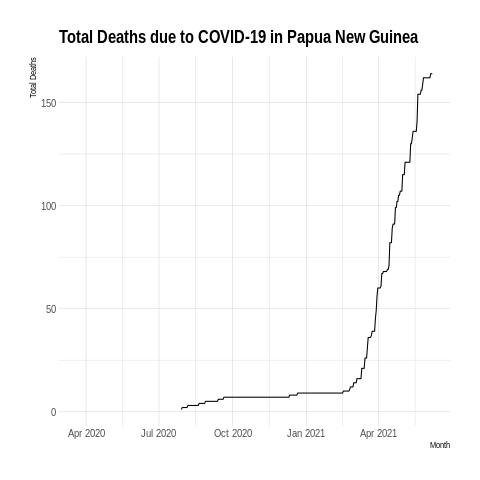 Total Deaths due to COVID-19 in Papua New Guinea
Total Deaths
150
100
50
0
Apr 2020 Jul 2020 Oct 2020 Jan 2021 Apr 2021
Month